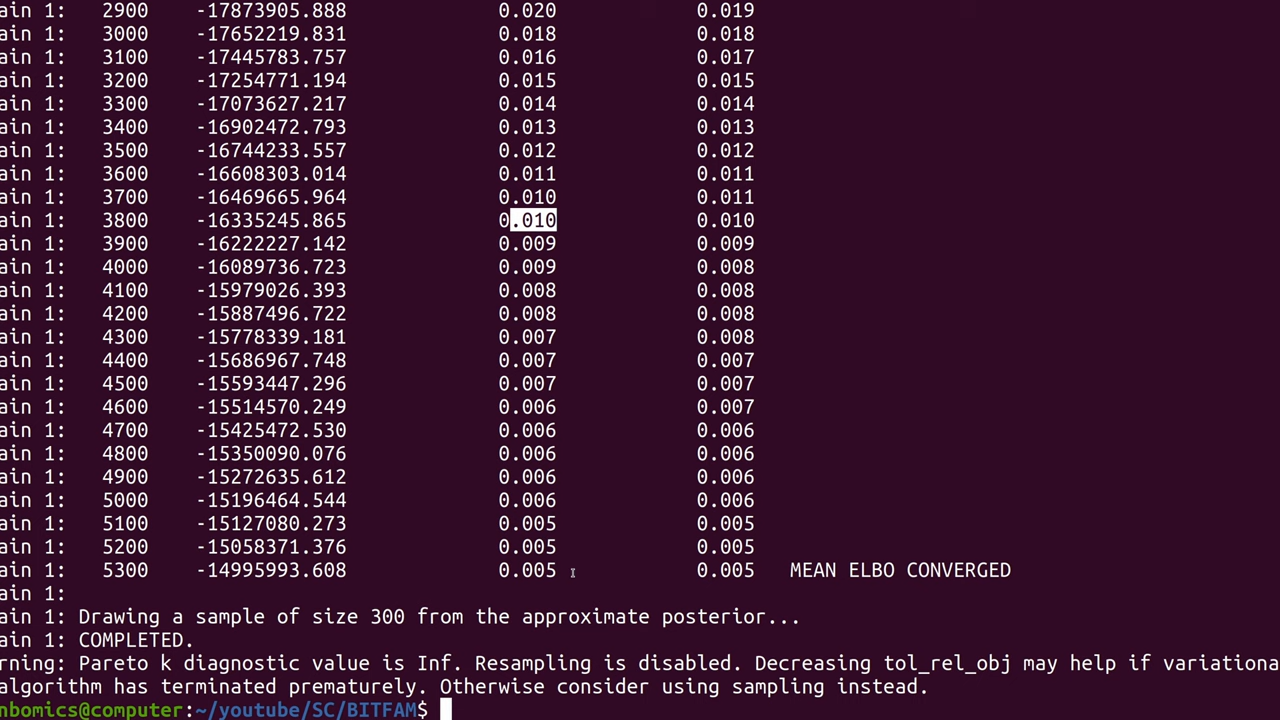 ain 1: 2900 -17873905.888 0.020 0.019
ain 1: 3000 -17652219.831 0.018 0.018
ain 1: 3100 -17445783.757 0.016 0.017
ain 1: 3200 -17254771.194 0.015 0.015
ain 1: 3300 -17073627.217 0.014 0.014
ain 1: 3400 -16902472.793 0.013 0.013
ain 1: 3500 -16744233.557 0.012 0.012
ain 1: 3600 -16608303.014 0.011 0.011
ain 1: 3700 -16469665.964 0.010 0.011
ain 1: 3800 -16335245.865 0.010 0.010
ain 1: 3900 -16222227.142 0.009 0.009
ain 1: 4000 -16089736.723 0.009 0.008
ain 1: 4100 -15979026.393 0.008 0.008
ain 1: 4200 -15887496.722 0.008 0.008
ain 1: 4300 -15778339.181 0.007 0.008
ain 1: 4400 -15686967.748 0.007 0.007
ain 1: 4500 -15593447.296 0.007 0.007
ain 1: 4600 -15514570.249 0.006 0.007
ain 1: 4700 -15425472.530 0.006 0.006
ain 1: 4800 -15350090.076 0.006 0.006
ain 1: 4900 -15272635.612 0.006 0.006
ain 1: 5000 -15196464.544 0.006 0.006
ain 1: 5100 -15127080.273 0.005 0.005
ain 1: 5200 -15058371.376 0.005 0.005
ain 1: 5300 -14995993.608 0.005 0.005 MEAN ELBO CONVERGED
ain 1:
ain 1: Drawing a sample of size 300 from the approximate posterior...
ain 1: COMPLETED.
rning: Pareto k diagnostic value is Inf. Resampling is disabled. Decreasing tol_rel_obj may help if variationa
algorithm has terminated prematurely. Otherwise consider using sampling instead.
nbomics@computer:~/youtube/SC/BITFAM$